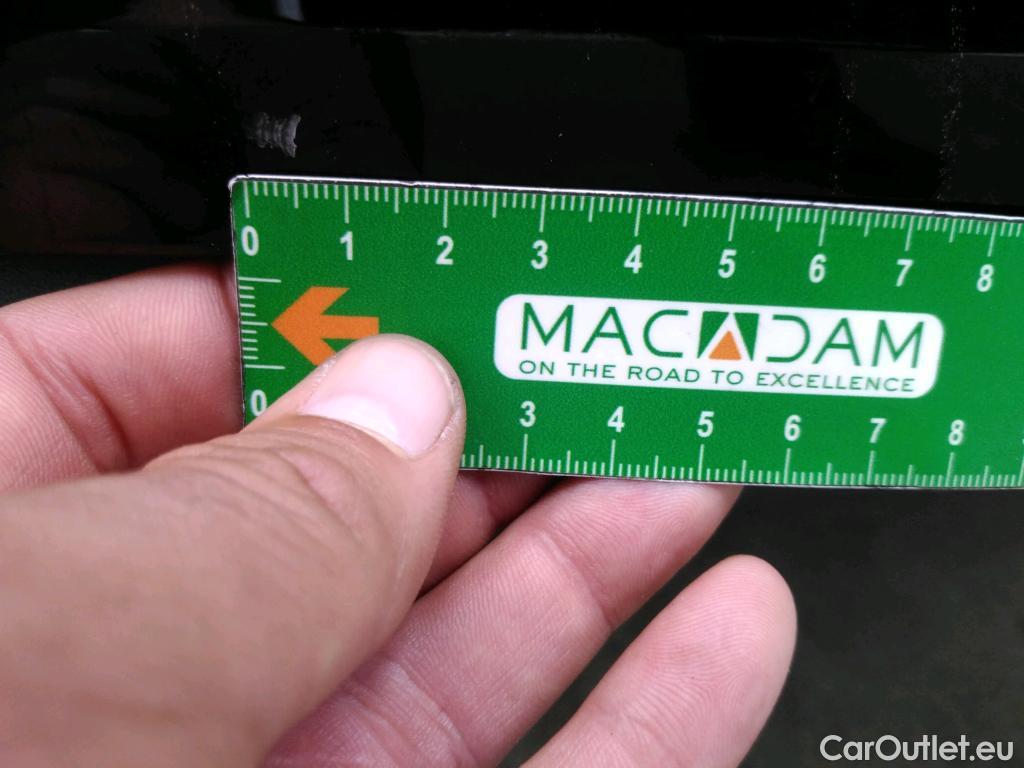 0 1 2 3 4 5 6 7 8
MACADAM
ON THE ROAD TO EXCELLENCE
0 3 4 5 6 7 8
CarOutlet.eu